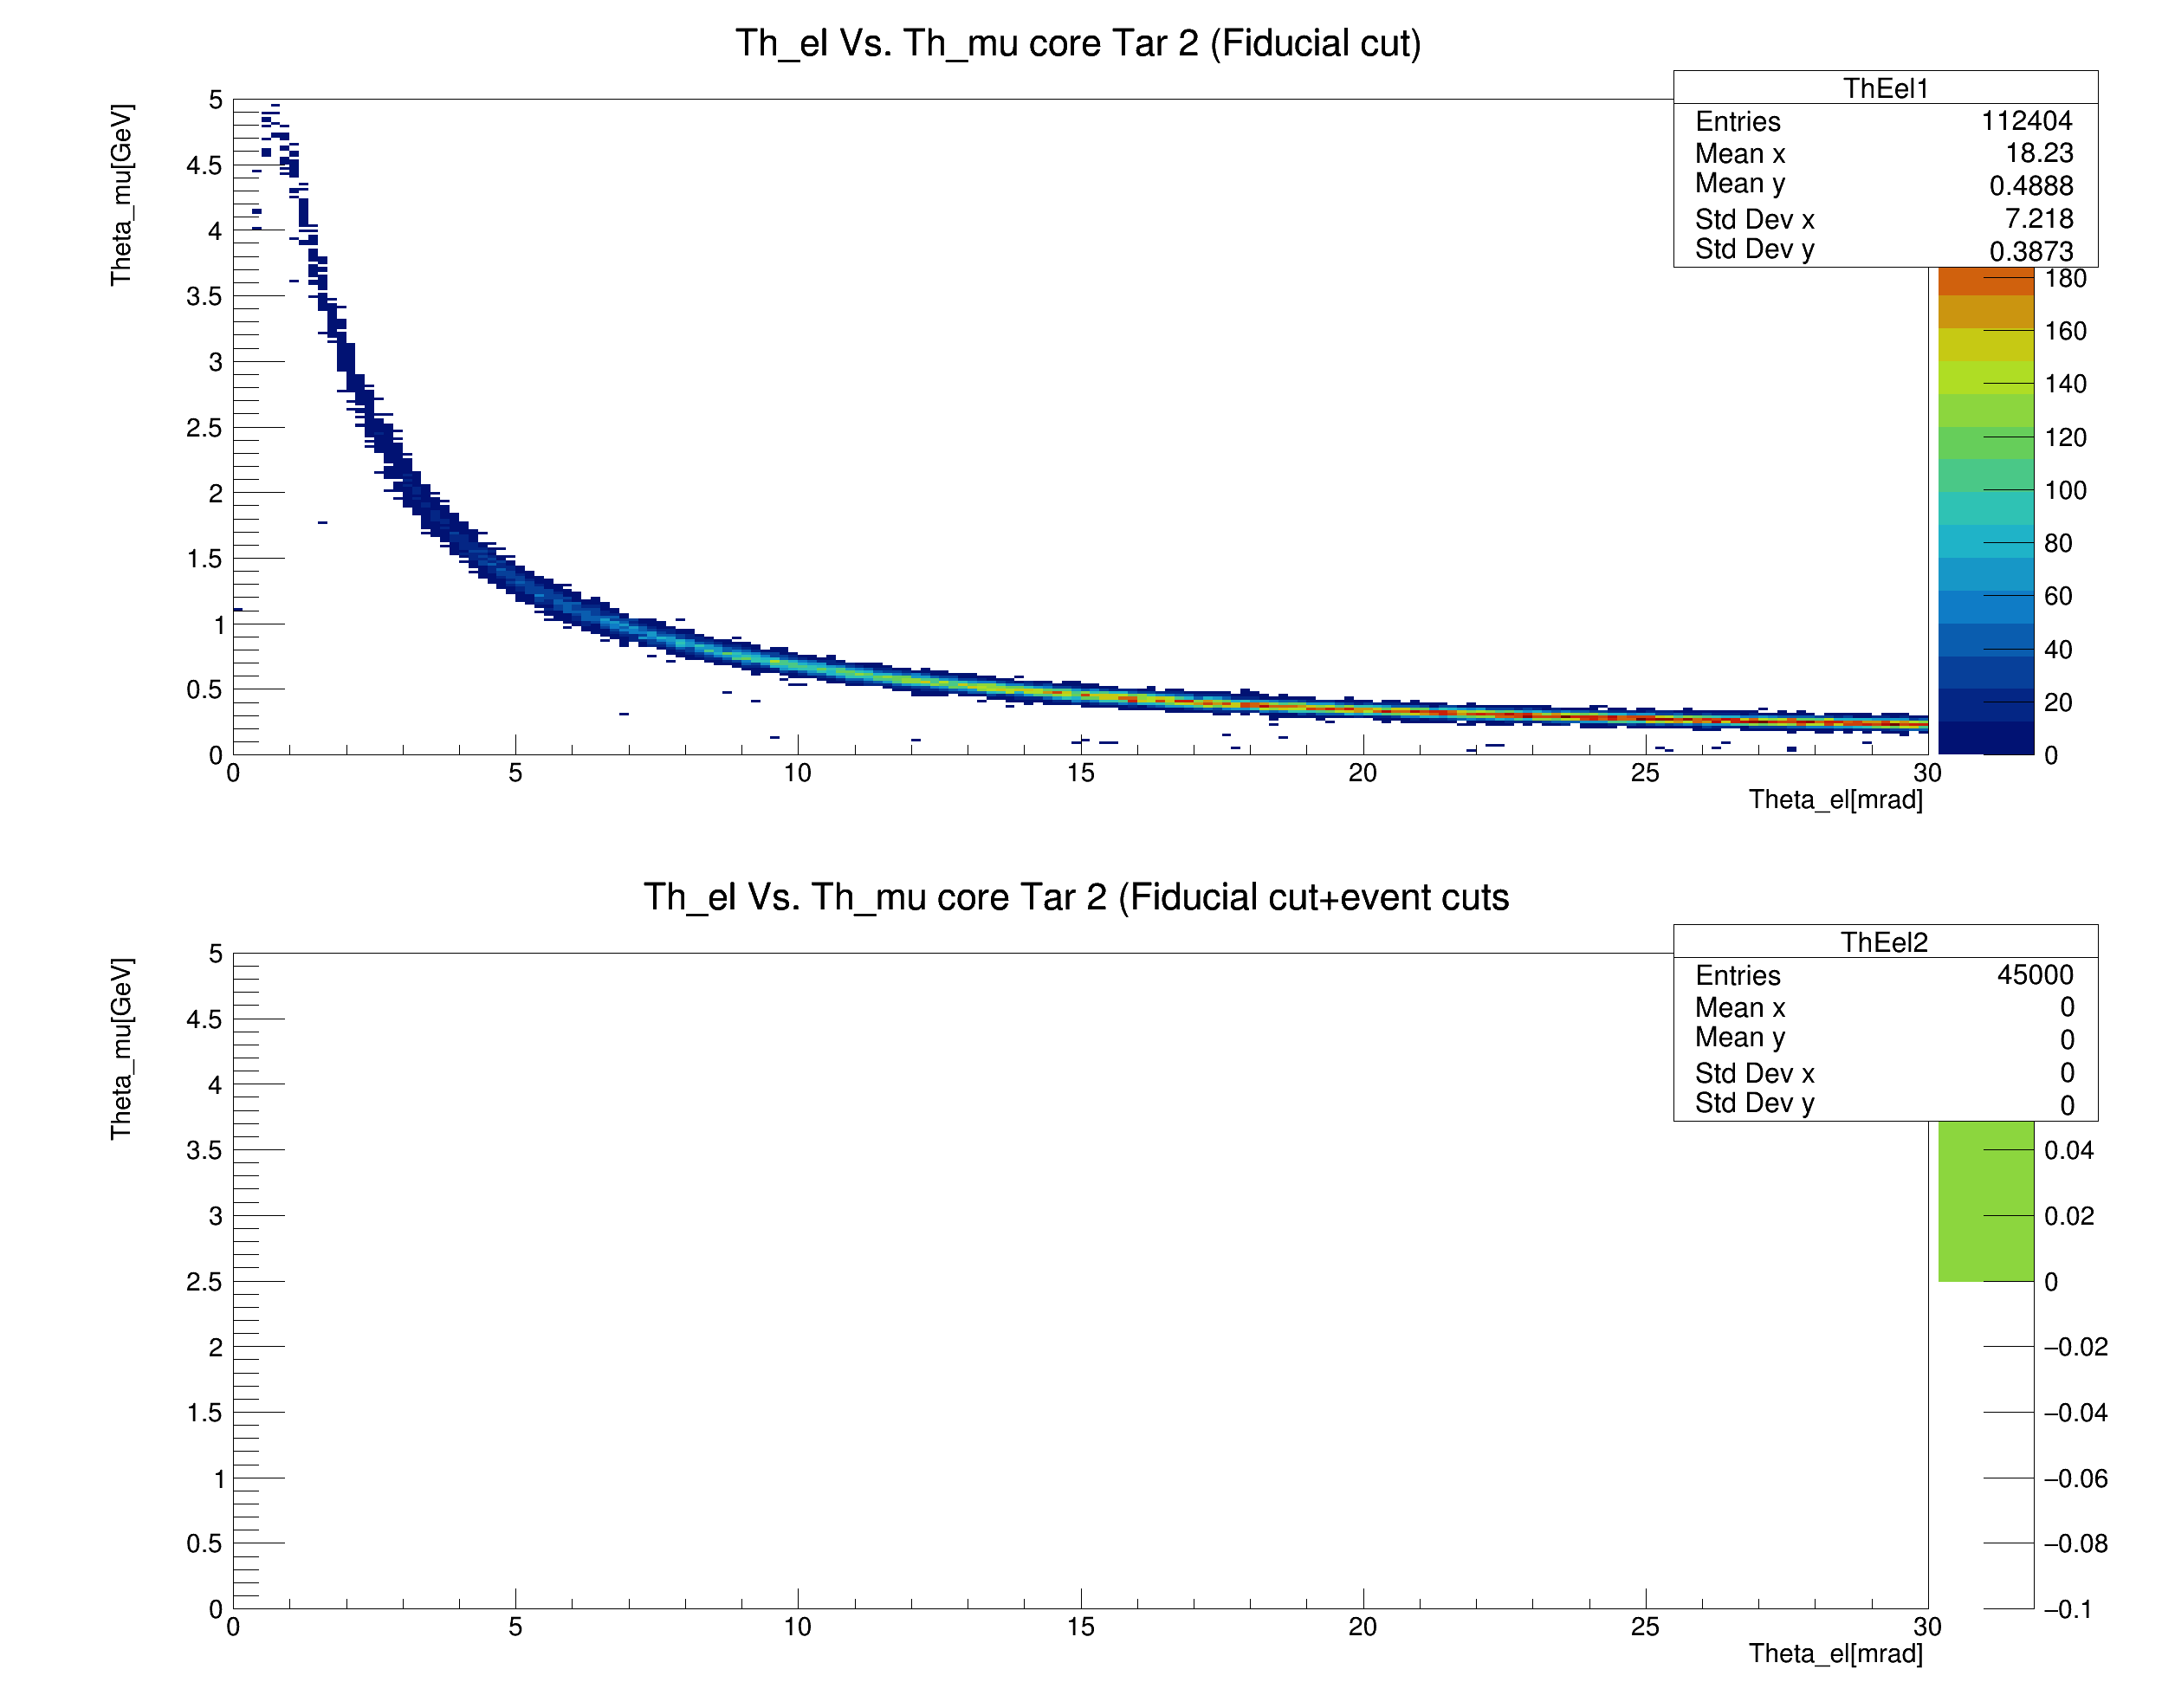 Th_el Vs. Th_mu core Tar 2 (Fiducial cut)
ThEel1
Entries 112404
Mean x 18.23
Mean y 0.4888
Std Dev x 7.218
Std Dev y 0.3873
Theta_mu[GeV]
5
4.5
4
3.5
3
2.5
2
1.5
1
0.5
0
0 5 10 15 20 25 30
Theta_el[mrad]
180
160
140
120
100
80
60
40
20
0
Th_el Vs. Th_mu core Tar 2 (Fiducial cut+event cuts
ThEel2
Entries 45000
Mean x 0
Mean y 0
Std Dev x 0
Std Dev y 0
Theta_mu[GeV]
5
4.5
4
3.5
3
2.5
2
1.5
1
0.5
0
0 5 10 15 20 25 30
Theta_el[mrad]
0.04
0.02
0
−0.02
−0.04
−0.06
−0.08
−0.1